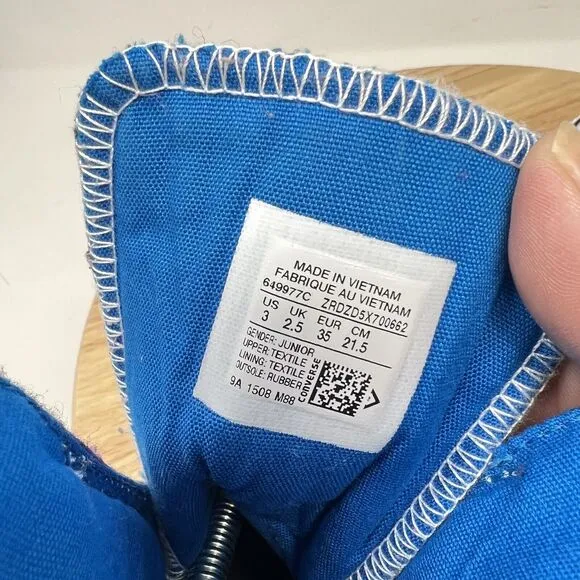 MADE IN VIETNAM
FABRIQUE AU VIETNAM
649977C ZRDZD5X700662
US UK EUR CM
3 2.5 35 21.5
GENDER: JUNIOR
UPPER:TEXTILE
LINING: TEXTILE
OUTSOLE: RUBBER
CONVERSE
9A 1508 M88